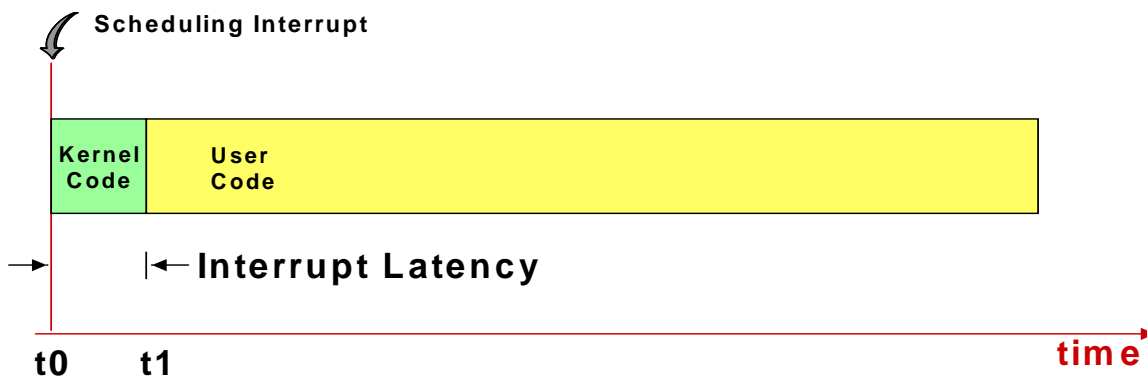 Scheduling Interrupt
Kernel
Code
User
Code
Interrupt Latency
time
t0
t1